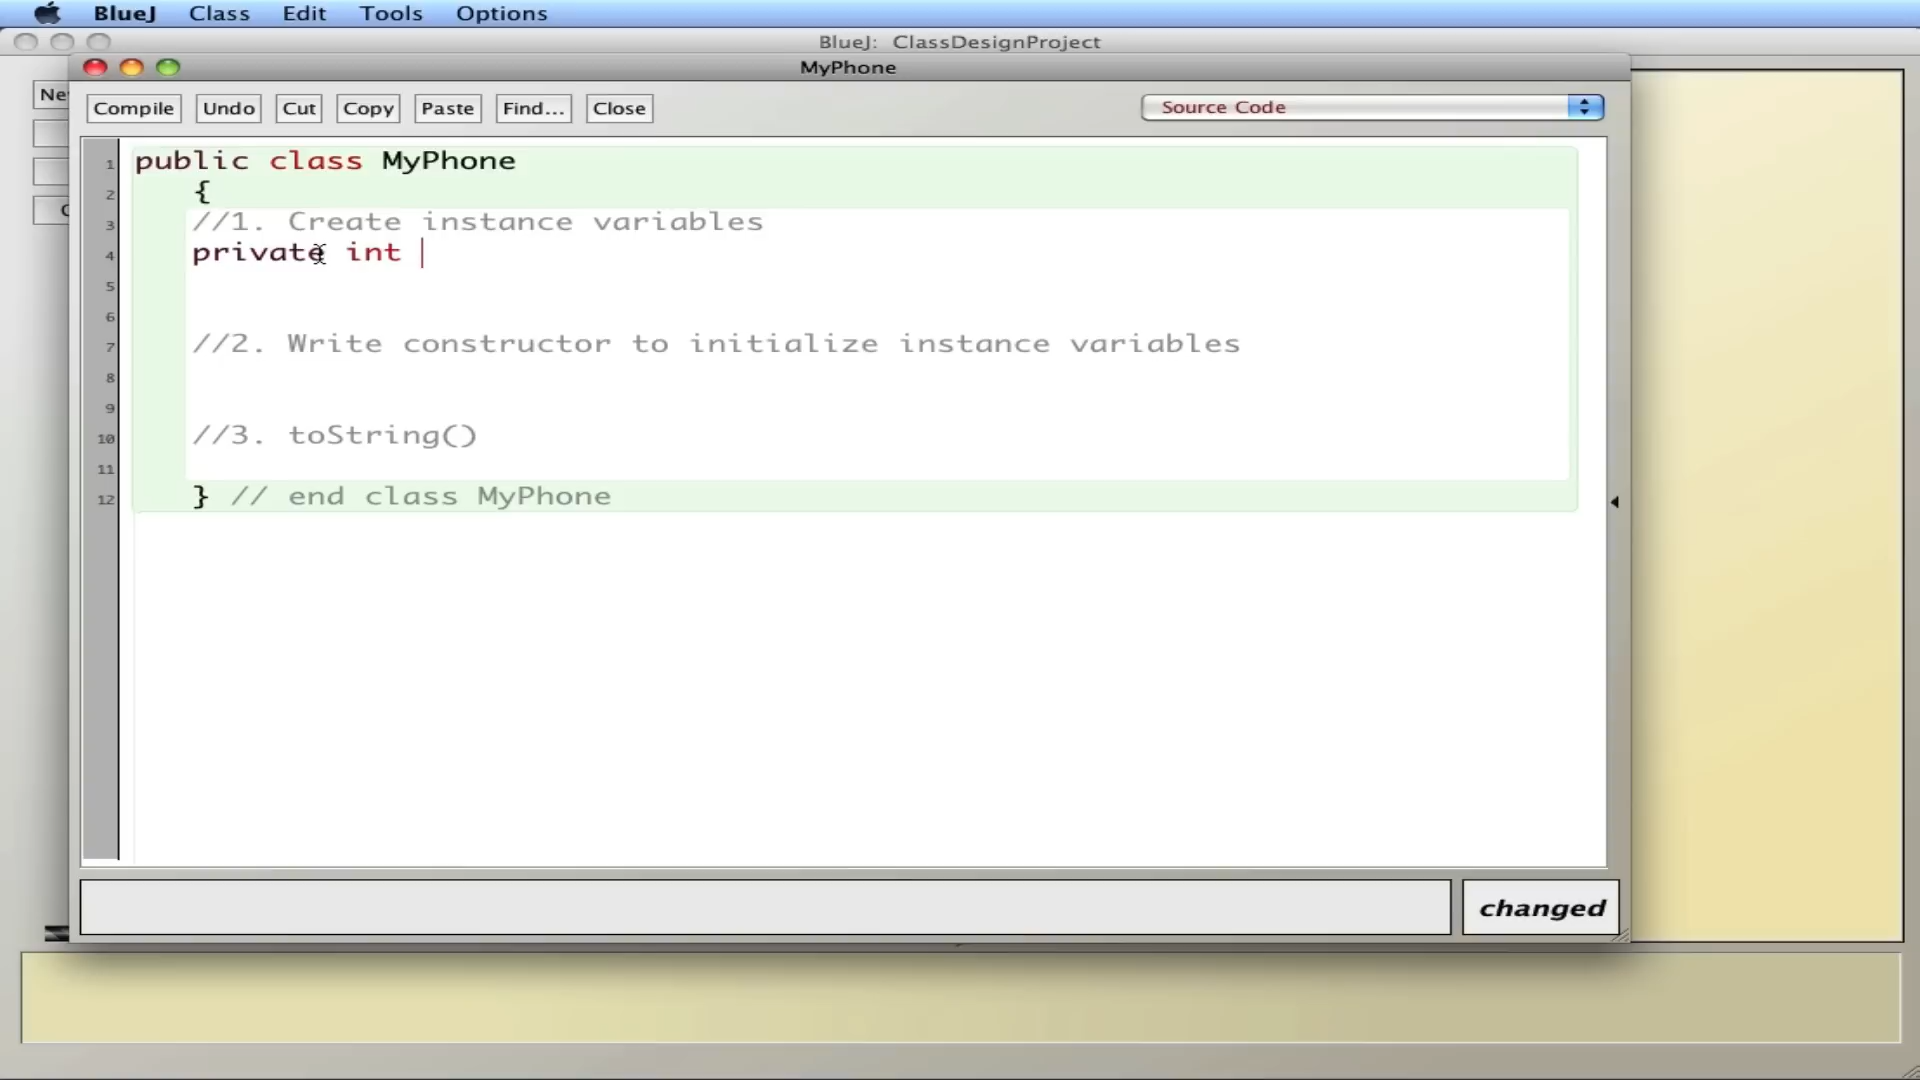 BlueJ Class Edit Tools Options
BlueJ: ClassDesignProject
MyPhone
Ne
Compile Undo Cut Copy Paste Find... Close Source Code
C
1 public class MyPhone
2 {
3 //1. Create instance variables
4 private int
5
6
7 //2. Write constructor to initialize instance variables
8
9
10 //3. toString()
11
12 } // end class MyPhone
changed